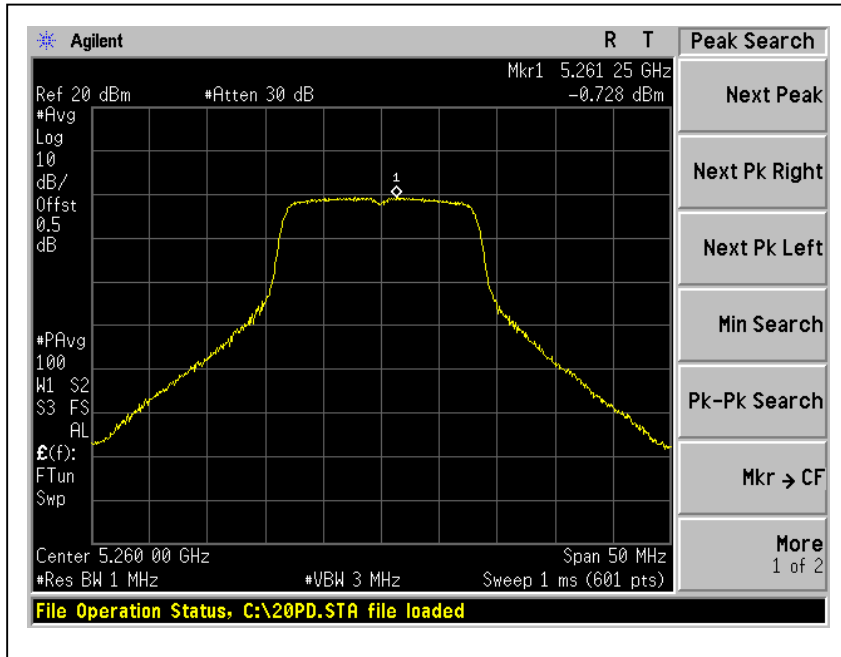 Agilent R T
Mkr1 5.261 25 GHz
Ref 20 dBm #Atten 30 dB -0.728 dBm
#Avg
Log
10
dB/
Offst
0.5
dB
1
#PAvg
100
W1 S2
S3 FS
AL
£(f):
FTun
Swp
Center 5.260 00 GHz Span 50 MHz
#Res BW 1 MHz #VBW 3 MHz Sweep 1 ms (601 pts)
File Operation Status, C:\20PD.STA file loaded
Peak Search
Next Peak
Next Pk Right
Next Pk Left
Min Search
Pk-Pk Search
Mkr → CF
More
1 of 2